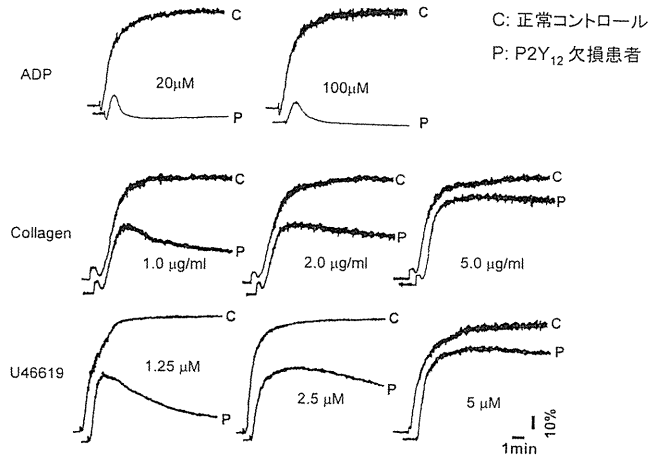 C: 正常コントロール
P: P2Y12 欠損患者
ADP
C
20μM
P
C
100μM
P
Collagen
C
P
1.0 μg/ml
C
P
2.0 μg/ml
C
P
5.0 μg/ml
U46619
C
1.25 μM
P
C
2.5 μM
P
C
P
5 μM
1min
10%